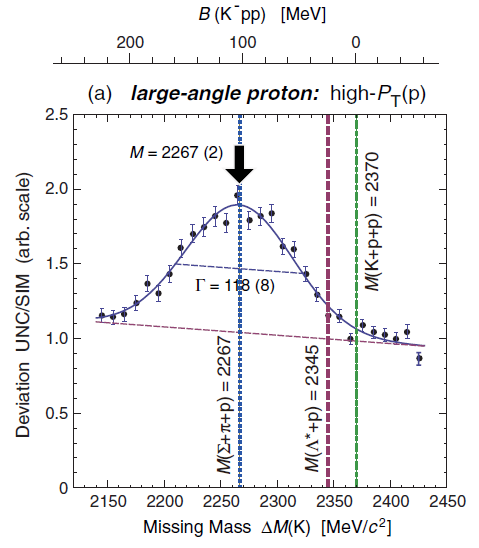 B (K⁻pp) [MeV]
200 100 0
(a) large-angle proton: high-P_T(p)
2.5
2.0
1.5
1.0
0.5
0
Deviation UNC/SIM (arb. scale)
M = 2267 (2)
Γ = 118 (8)
M(Σ+π+p) = 2267
M(Λ*+p) = 2345
M(K+p+p) = 2370
2150 2200 2250 2300 2350 2400 2450
Missing Mass ΔM(K) [MeV/c²]